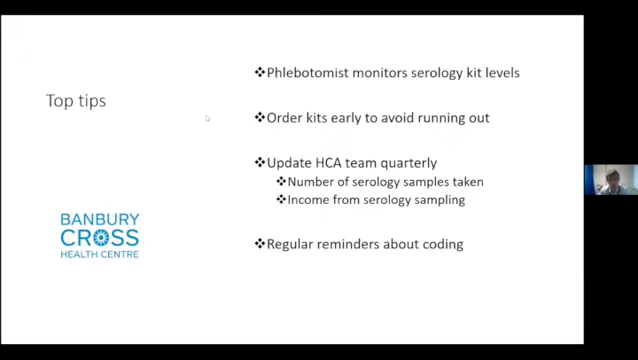 Top tips
❖Phlebotomist monitors serology kit levels
❖Order kits early to avoid running out
❖Update HCA team quarterly
❖Number of serology samples taken
❖Income from serology sampling
❖Regular reminders about coding
BANBURY
CROSS
HEALTH CENTRE